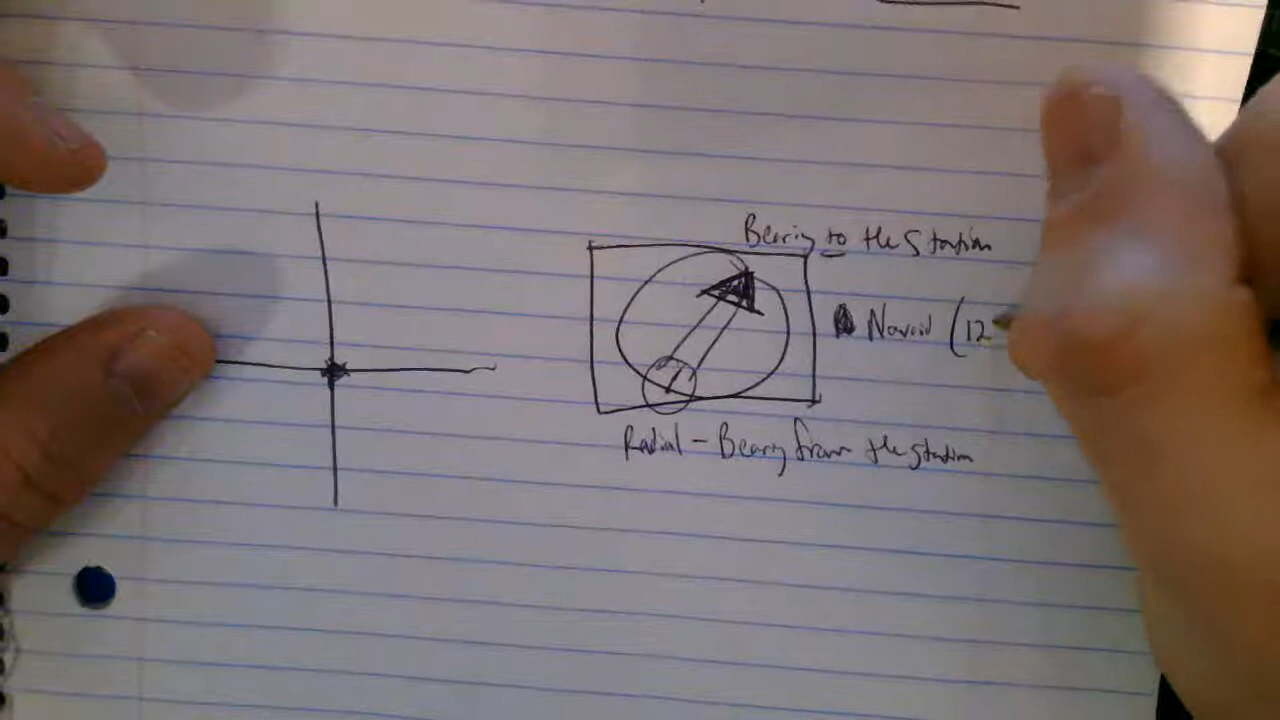 Bearing to the Station
Navaid (12
Radial - Bearing from the station